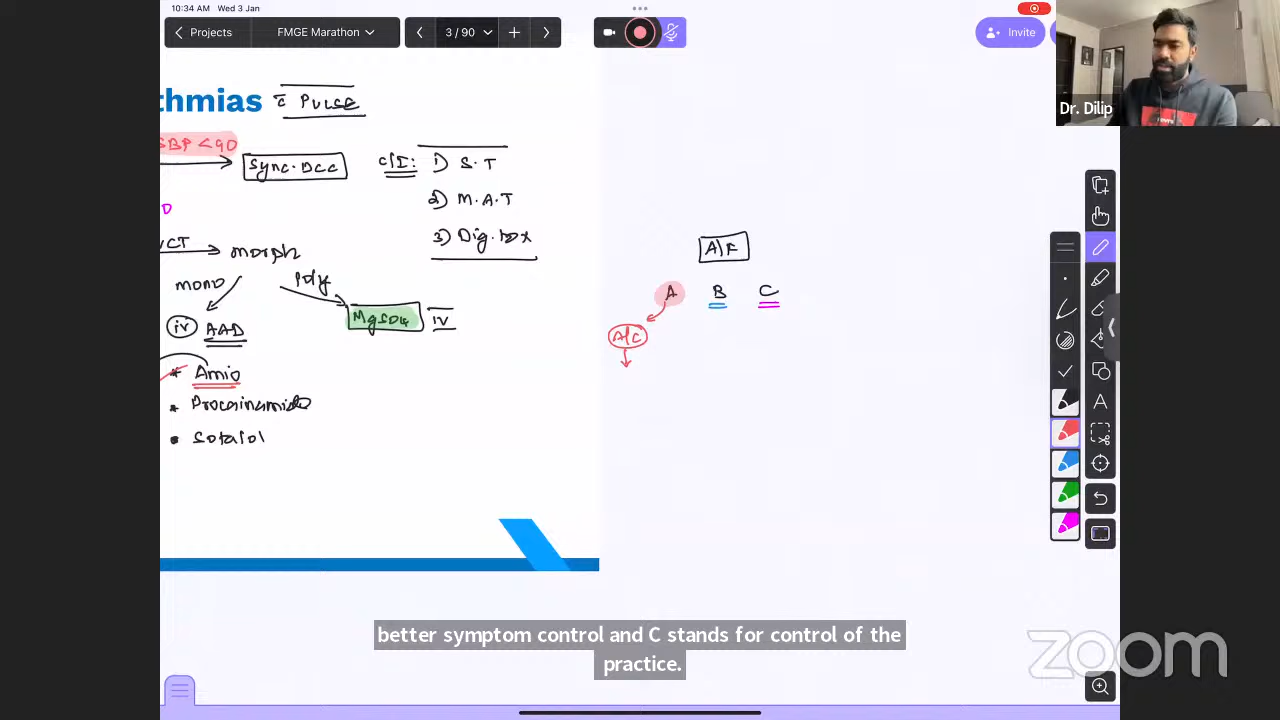 10:34 AM Wed 3 Jan
Projects
FMGE Marathon
3 / 90
Invite
Dr. Dilip
thmias c̄ Pulse
SBP < 90
Sync. DCC
C/I: 1) S.T
2) M.A.T
3) Dig. tox
VCT
morph
mono
Poly
MgSO4 IV
iv AAD
* Amio
* Procainamide
* Sotalol
A/F
A B C
A/C
A
better symptom control and C stands for control of the
practice.
zoom